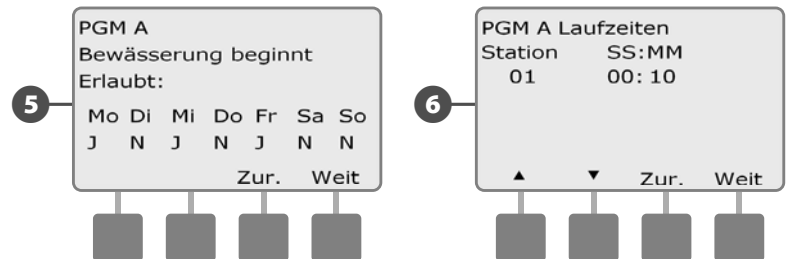 PGM A
Bewässerung beginnt
Erlaubt:
Mo Di Mi Do Fr Sa So
J N J N J N N
Zur. Weit
5
PGM A Laufzeiten
Station SS:MM
01 00: 10
▲ ▼ Zur. Weit
6